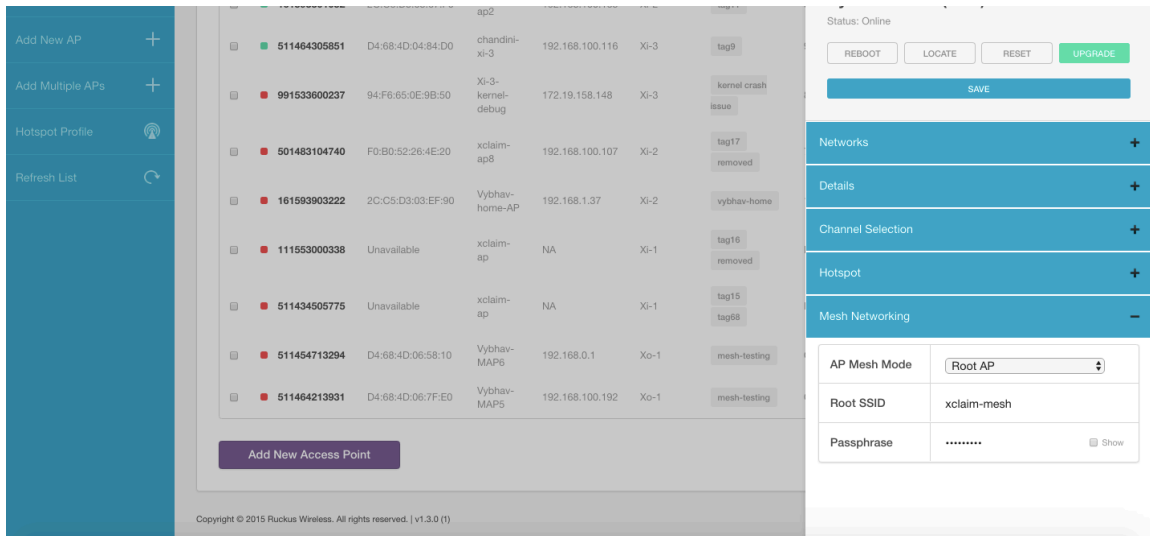 ap2
Add New AP
511464305851 D4:68:4D:04:84:D0 chandini-
xi-3 192.168.100.116 Xi-3 tag9
Add Multiple APs
991533600237 94:F6:65:0E:9B:50 Xi-3-
kernel-
debug 172.19.158.148 Xi-3 kernel crash
issue
Hotspot Profile
501483104740 F0:B0:52:26:4E:20 xclaim-
ap8 192.168.100.107 Xi-2 tag17
removed
Refresh List
161593903222 2C:C5:D3:03:EF:90 Vybhav-
home-AP 192.168.1.37 Xi-2 vybhav-home
111553000338 Unavailable xclaim-
ap NA Xi-1 tag16
removed
511434505775 Unavailable xclaim-
ap NA Xi-1 tag15
tag68
511454713294 D4:68:4D:06:58:10 Vybhav-
MAP6 192.168.0.1 Xo-1 mesh-testing
511464213931 D4:68:4D:06:7F:E0 Vybhav-
MAP5 192.168.100.192 Xo-1 mesh-testing
Add New Access Point
Copyright © 2015 Ruckus Wireless. All rights reserved. | v1.3.0 (1)
Status: Online
REBOOT LOCATE RESET UPGRADE
SAVE
Networks
Details
Channel Selection
Hotspot
Mesh Networking
AP Mesh Mode Root AP
Root SSID xclaim-mesh
Passphrase ••••••••• Show